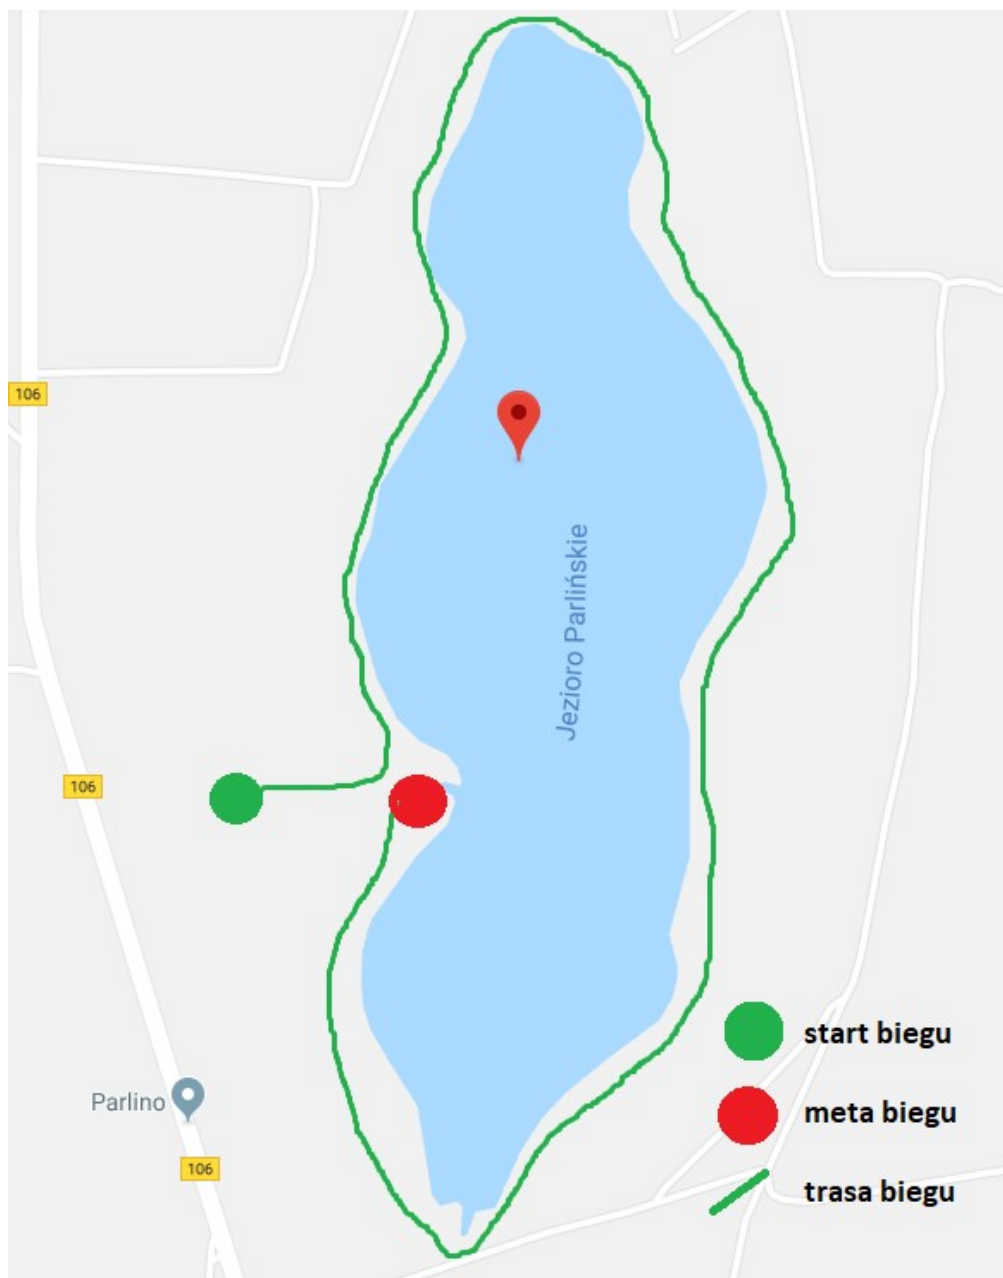 106
Jezioro Parlińskie
106
start biegu
Parlino
meta biegu
106
trasa biegu